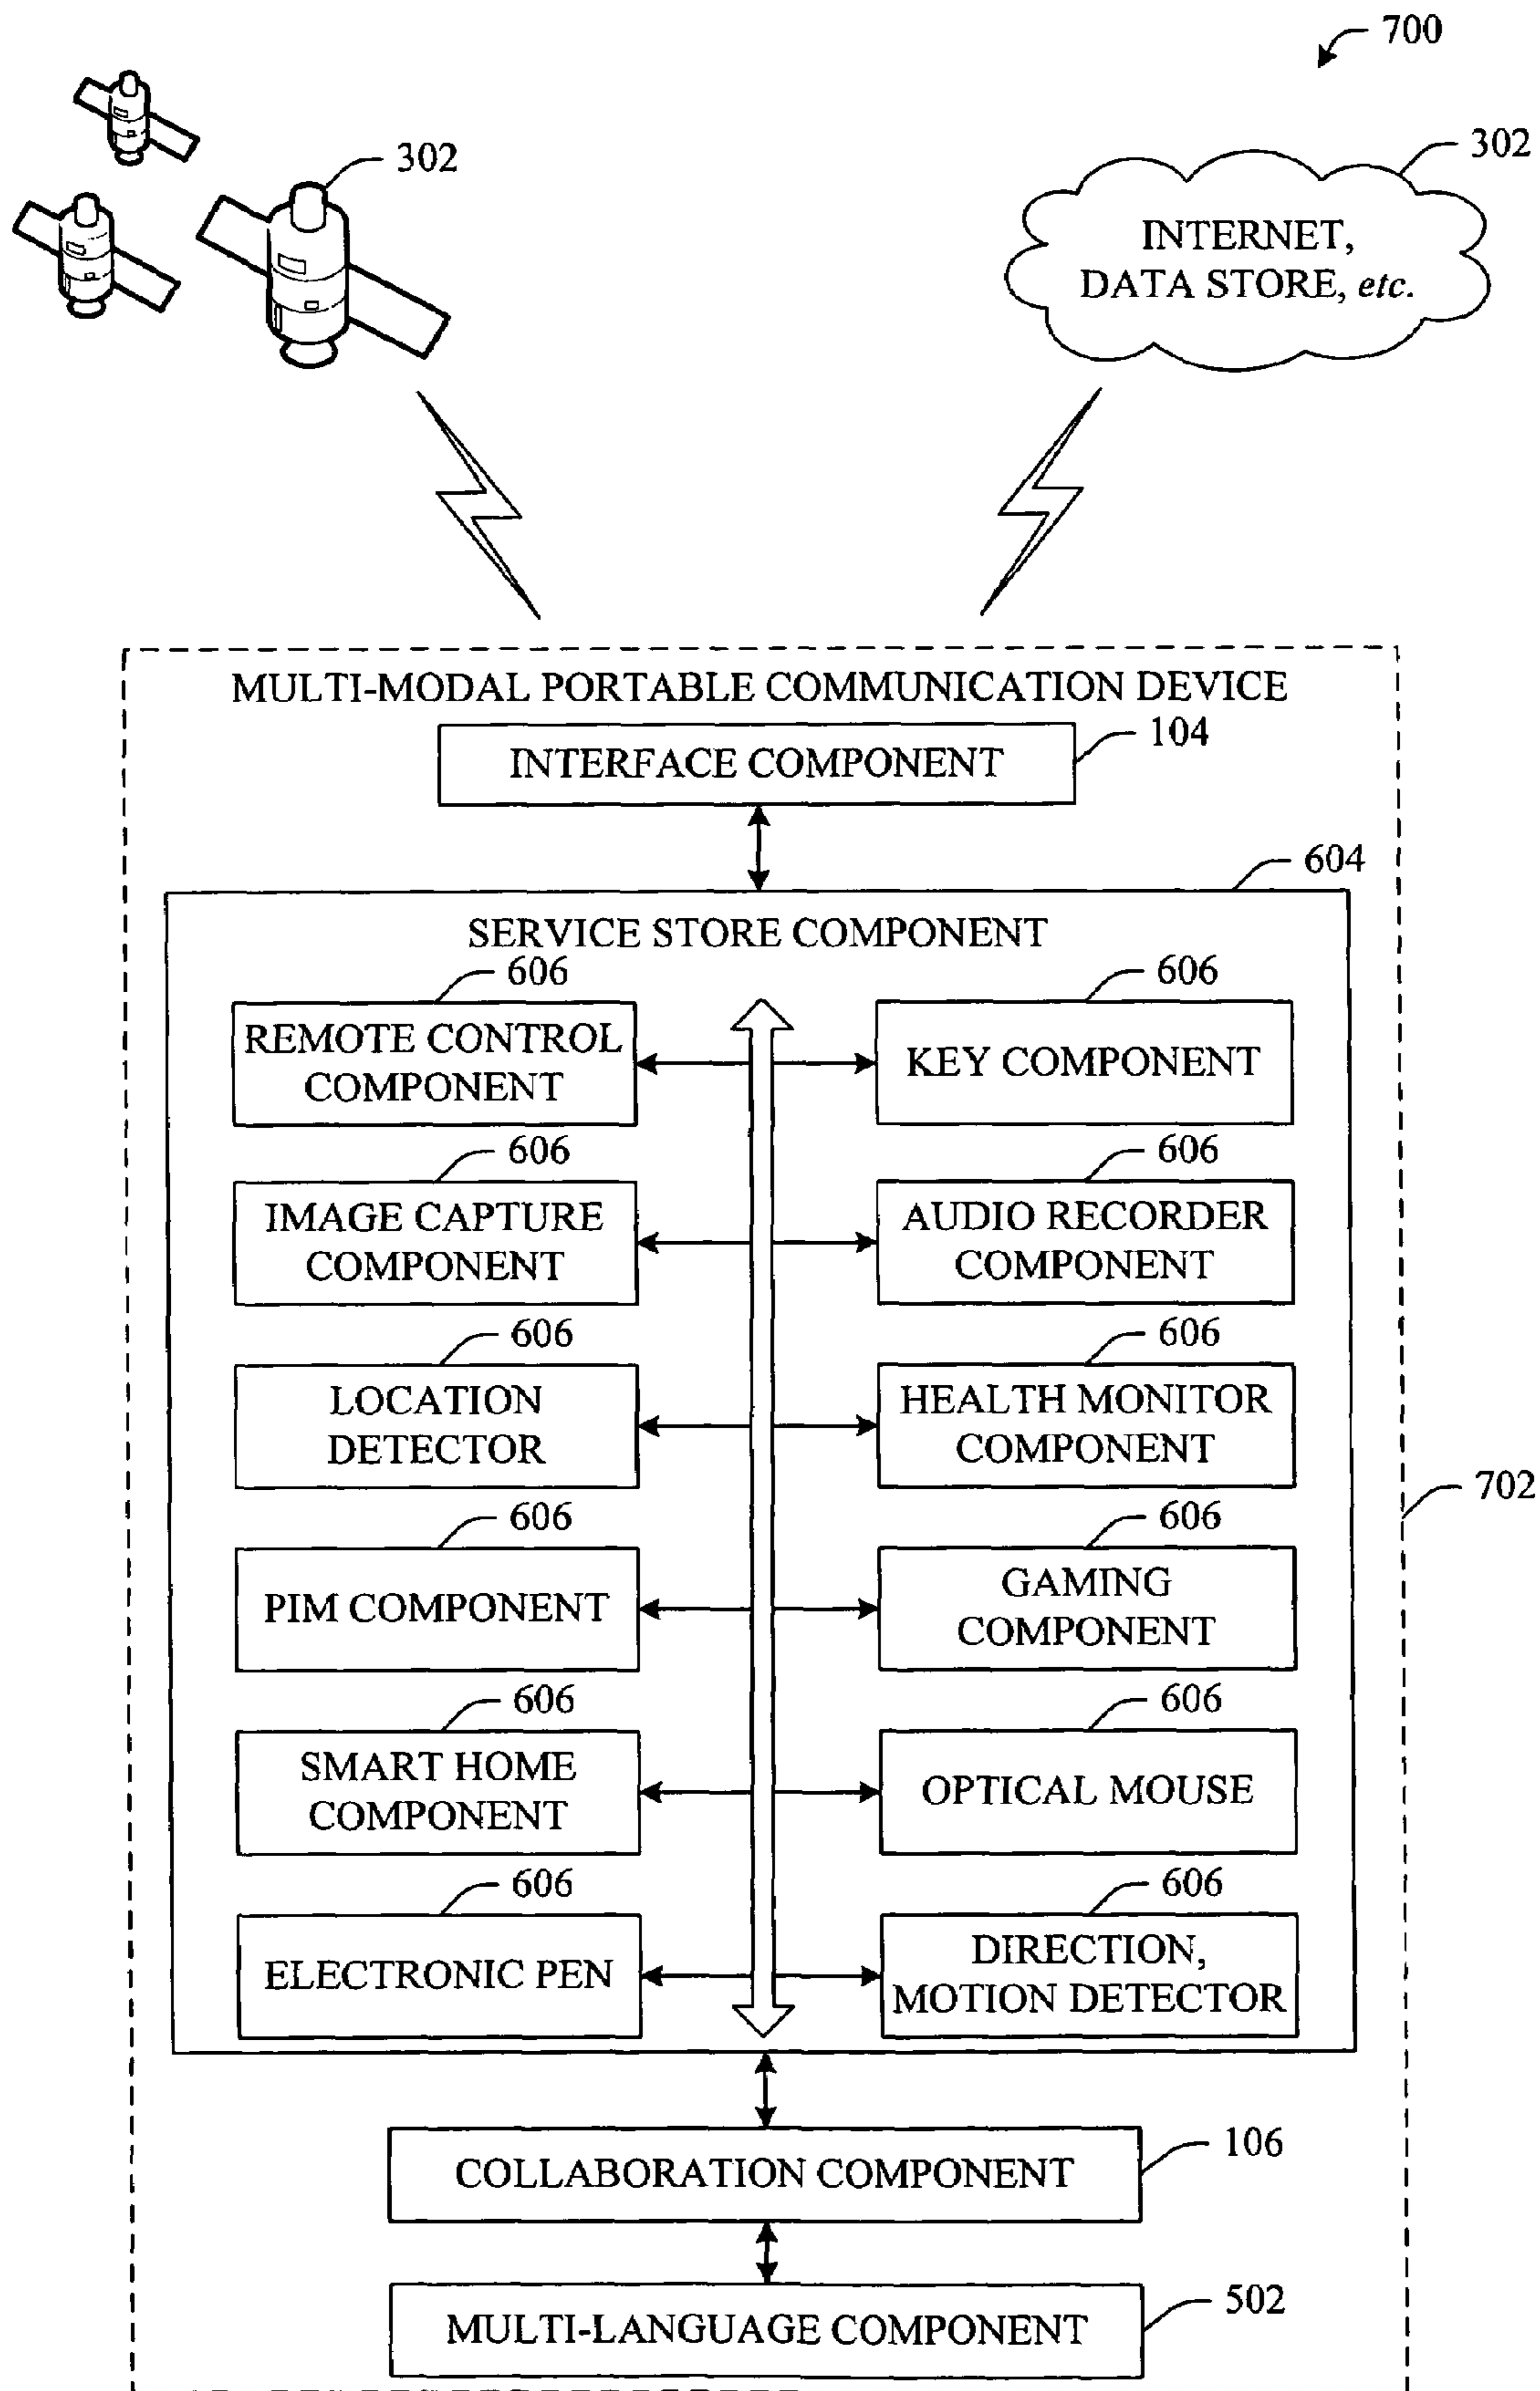 700
302
302
INTERNET,
DATA STORE, etc.
MULTI-MODAL PORTABLE COMMUNICATION DEVICE
104
INTERFACE COMPONENT
604
SERVICE STORE COMPONENT
606
606
REMOTE CONTROL
COMPONENT
KEY COMPONENT
606
606
IMAGE CAPTURE
COMPONENT
AUDIO RECORDER
COMPONENT
606
606
LOCATION
DETECTOR
HEALTH MONITOR
COMPONENT
702
606
606
PIM COMPONENT
GAMING
COMPONENT
606
606
SMART HOME
COMPONENT
OPTICAL MOUSE
606
606
ELECTRONIC PEN
DIRECTION,
MOTION DETECTOR
106
COLLABORATION COMPONENT
502
MULTI-LANGUAGE COMPONENT